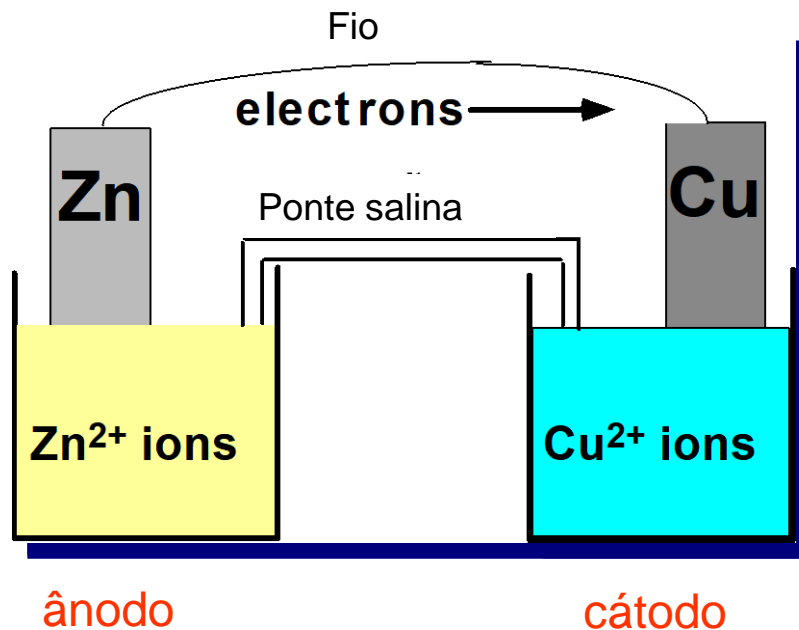 Fio
electrons
Zn
Cu
Ponte salina
Zn²⁺ ions
Cu²⁺ ions
ânodo
cátodo